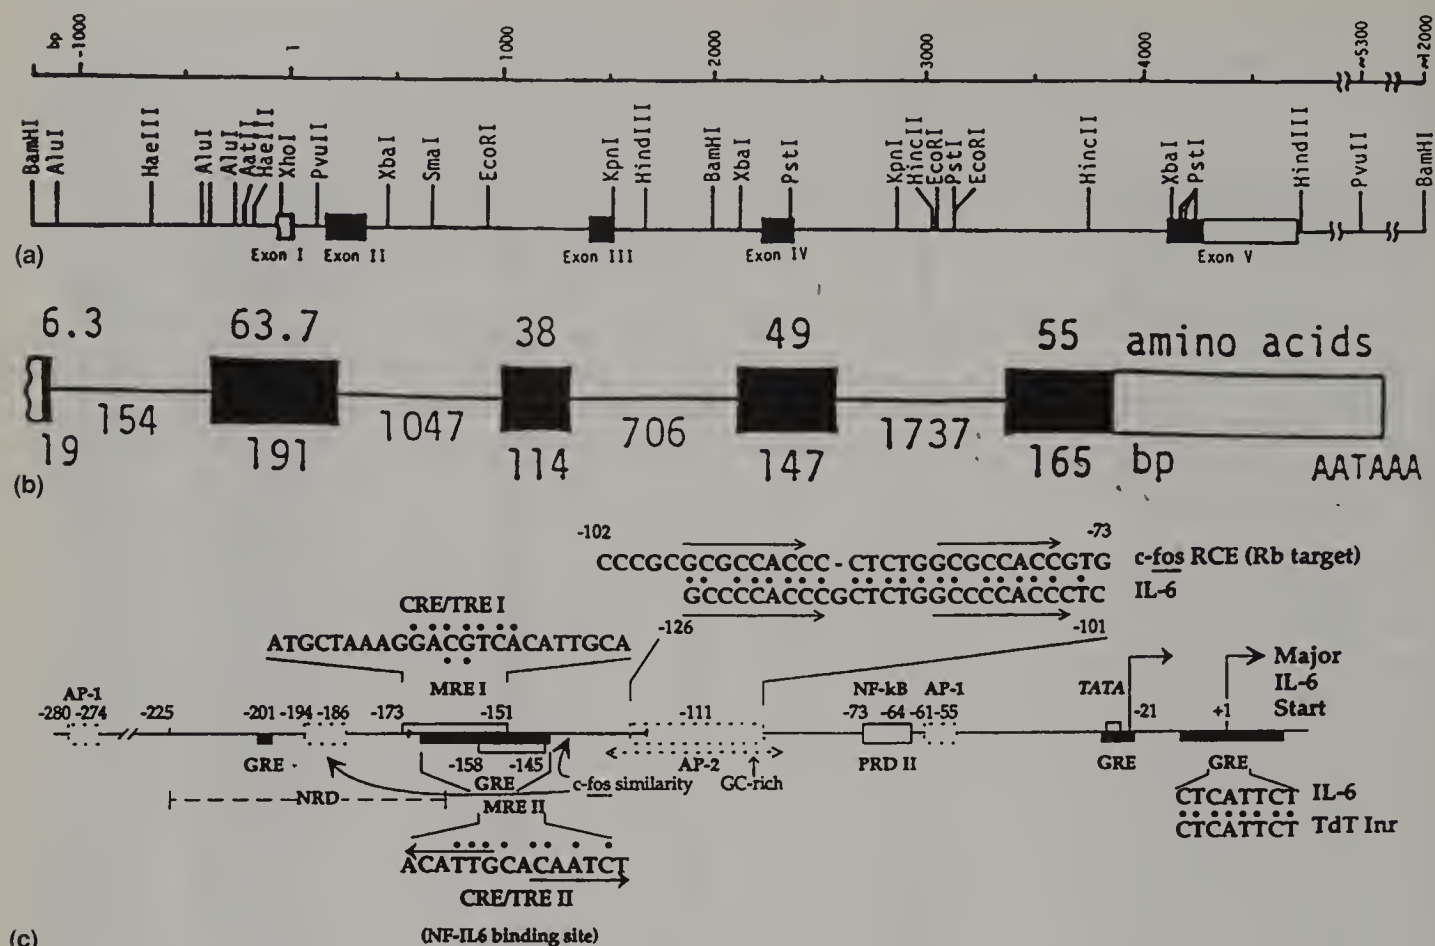 bp -1000 1 1000 2000 3000 4000 ~5300 ~12000
BamHI AluI HaeIII AluI AluI AatII HaeIII XhoI PvuII XbaI SmaI EcoRI KpnI HindIII BamHI XbaI PstI KpnI HincII EcoRI PstI EcoRI HincII XbaI PstI HindIII PvuII BamHI
(a)
Exon I Exon II Exon III Exon IV Exon V
6.3 63.7 38 49 55 amino acids
154 1047 706 1737
19 191 114 147 165 bp AATAAA
(b)
-102 -73
CCCGCGCGCCACCC-CTCTGGCGCCACCGTG c-fos RCE (Rb target)
GCCCCACCCGCTCTGGCCCCACCCTC IL-6
CRE/TRE I
-126 -101
ATGCTAAAGGACGTCACATTGCA
Major
IL-6
Start
AP-1 MRE I NF-kB AP-1 TATA
-280 -274 -225 -201 -194 -186 -173 -151 -111 -73 -64 -61 -55 -21 +1
GRE -158 -145 AP-2 PRD II GRE GRE
GRE c-fos similarity GC-rich
NRD MRE II
CTCATTCT IL-6
CTCATTCT TdT Inr
ACATTGCACAATCT
CRE/TRE II
(NF-IL6 binding site)
(c)